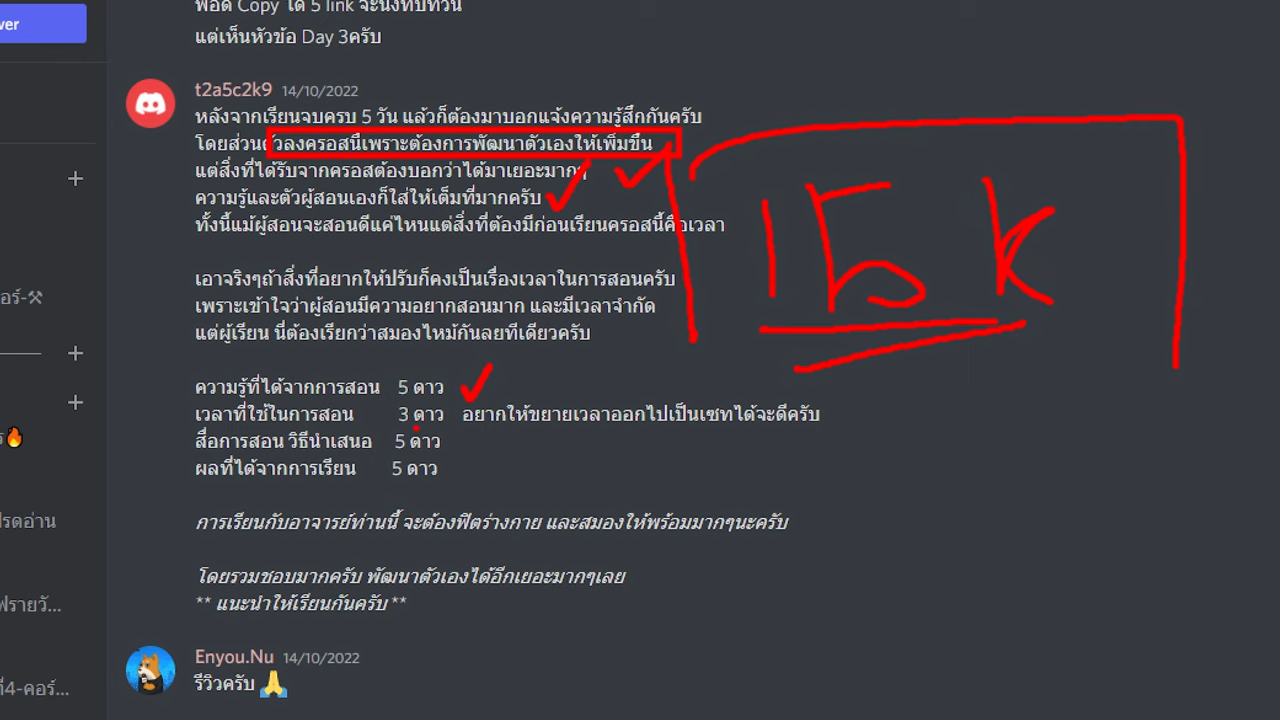 ver
พอดี Copy ได้ 5 link จะนั่งทบทวน
แต่เห็นหัวข้อ Day 3ครับ
t2a5c2k9 14/10/2022
หลังจากเรียนจบครบ 5 วัน แล้วก็ต้องมาบอกแจ้งความรู้สึกกันครับ
โดยส่วนตัวลงครอสนี้เพราะต้องการพัฒนาตัวเองให้เพิ่มขึ้น
แต่สิ่งที่ได้รับจากครอสต้องบอกว่าได้มาเยอะมากๆ
ความรู้และตัวผู้สอนเองก็ใส่ให้เต็มที่มากครับ
ทั้งนี้แม้ผู้สอนจะสอนดีแค่ไหนแต่สิ่งที่ต้องมีก่อนเรียนครอสนี้คือเวลา
15 k
เอาจริงๆถ้าสิ่งที่อยากให้ปรับก็คงเป็นเรื่องเวลาในการสอนครับ
เพราะเข้าใจว่าผู้สอนมีความอยากสอนมาก และมีเวลาจำกัด
แต่ผู้เรียน นี่ต้องเรียกว่าสมองไหม้กันลยทีเดียวครับ
ความรู้ที่ได้จากการสอน 5 ดาว
เวลาที่ใช้ในการสอน 3 ดาว อยากให้ขยายเวลาออกไปเป็นเซทได้จะดีครับ
สื่อการสอน วิธีนำเสนอ 5 ดาว
ผลที่ได้จากการเรียน 5 ดาว
การเรียนกับอาจารย์ท่านนี้ จะต้องฟิตร่างกาย และสมองให้พร้อมมากๆนะครับ
โดยรวมชอบมากครับ พัฒนาตัวเองได้อีกเยอะมากๆเลย
** แนะนำให้เรียนกันครับ **
Enyou.Nu 14/10/2022
รีวิวครับ 🙏
อร์-⚒
🔥
รดอ่าน
ฟรายวั...
ที่4-คอร์...